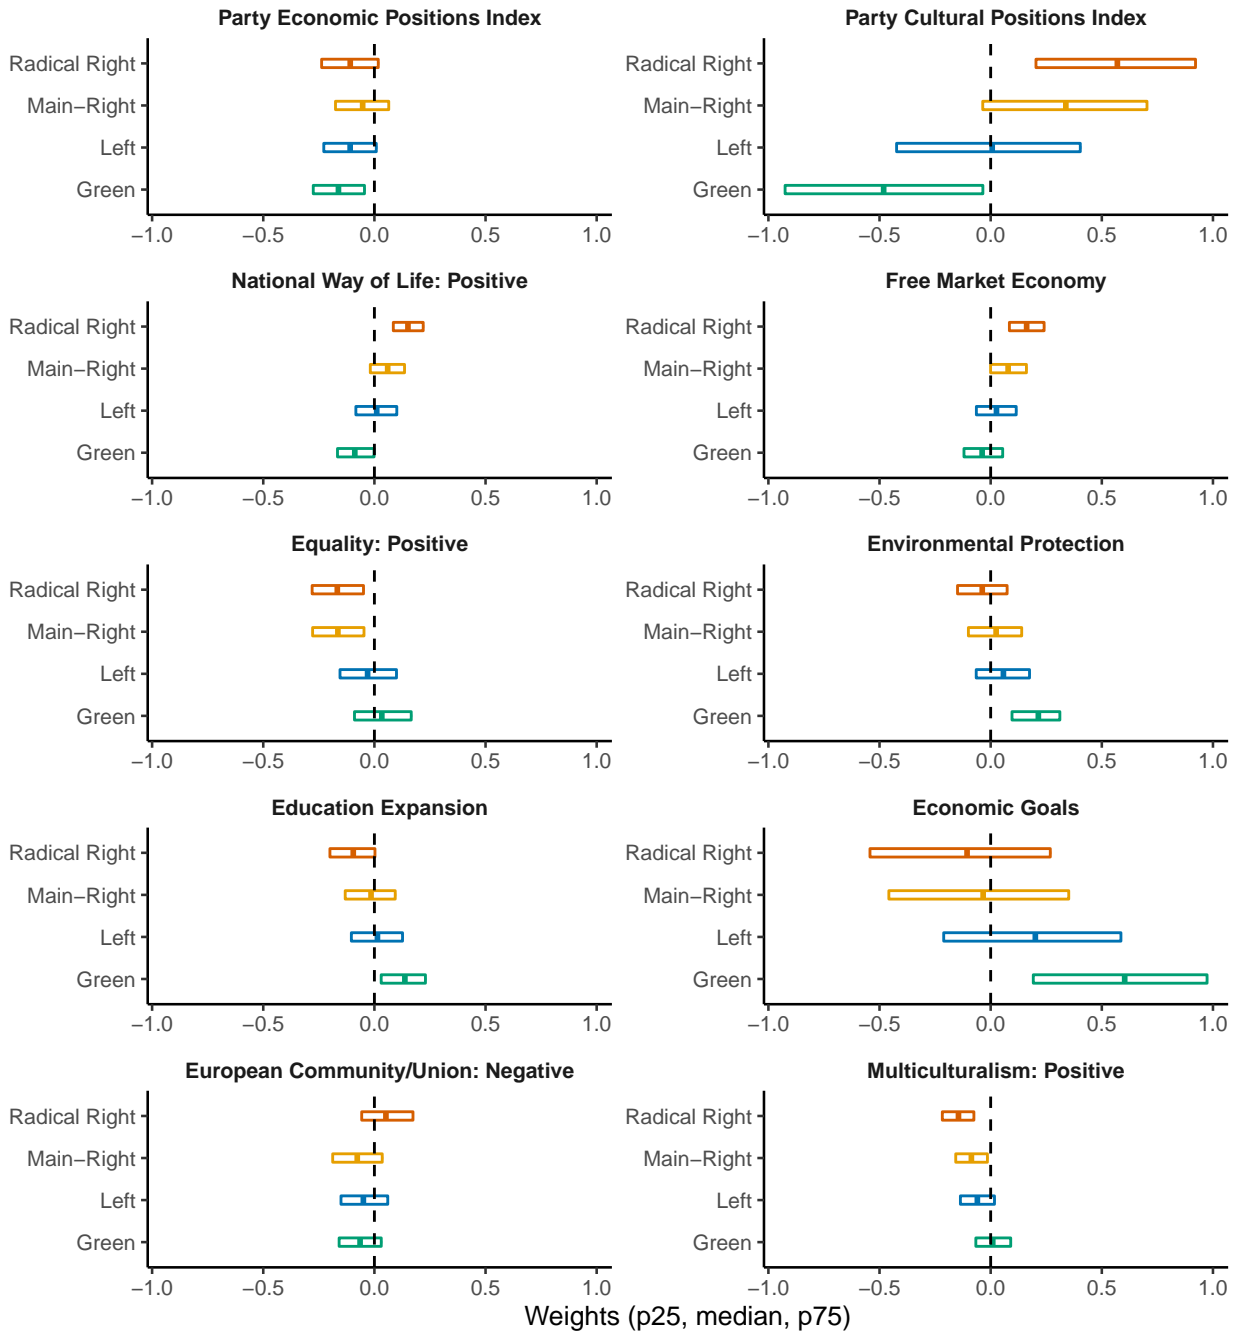 Party Economic Positions Index
Radical Right
Main−Right
Left
Green
−1.0 −0.5 0.0 0.5 1.0
Party Cultural Positions Index
Radical Right
Main−Right
Left
Green
−1.0 −0.5 0.0 0.5 1.0
National Way of Life: Positive
Radical Right
Main−Right
Left
Green
−1.0 −0.5 0.0 0.5 1.0
Free Market Economy
Radical Right
Main−Right
Left
Green
−1.0 −0.5 0.0 0.5 1.0
Equality: Positive
Radical Right
Main−Right
Left
Green
−1.0 −0.5 0.0 0.5 1.0
Environmental Protection
Radical Right
Main−Right
Left
Green
−1.0 −0.5 0.0 0.5 1.0
Education Expansion
Radical Right
Main−Right
Left
Green
−1.0 −0.5 0.0 0.5 1.0
Economic Goals
Radical Right
Main−Right
Left
Green
−1.0 −0.5 0.0 0.5 1.0
European Community/Union: Negative
Radical Right
Main−Right
Left
Green
−1.0 −0.5 0.0 0.5 1.0
Multiculturalism: Positive
Radical Right
Main−Right
Left
Green
−1.0 −0.5 0.0 0.5 1.0
Weights (p25, median, p75)